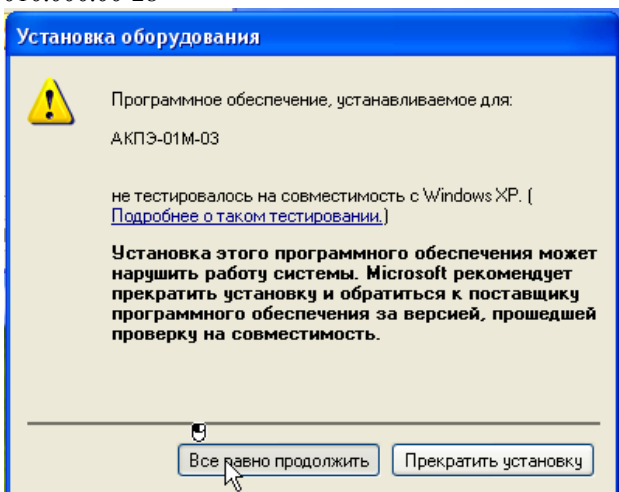 Установка оборудования
Программное обеспечение, устанавливаемое для:
АКПЭ-01М-03
не тестировалось на совместимость с Windows XP. (
Подробнее о таком тестировании.)
Установка этого программного обеспечения может
нарушить работу системы. Microsoft рекомендует
прекратить установку и обратиться к поставщику
программного обеспечения за версией, прошедшей
проверку на совместимость.
Все равно продолжить Прекратить установку